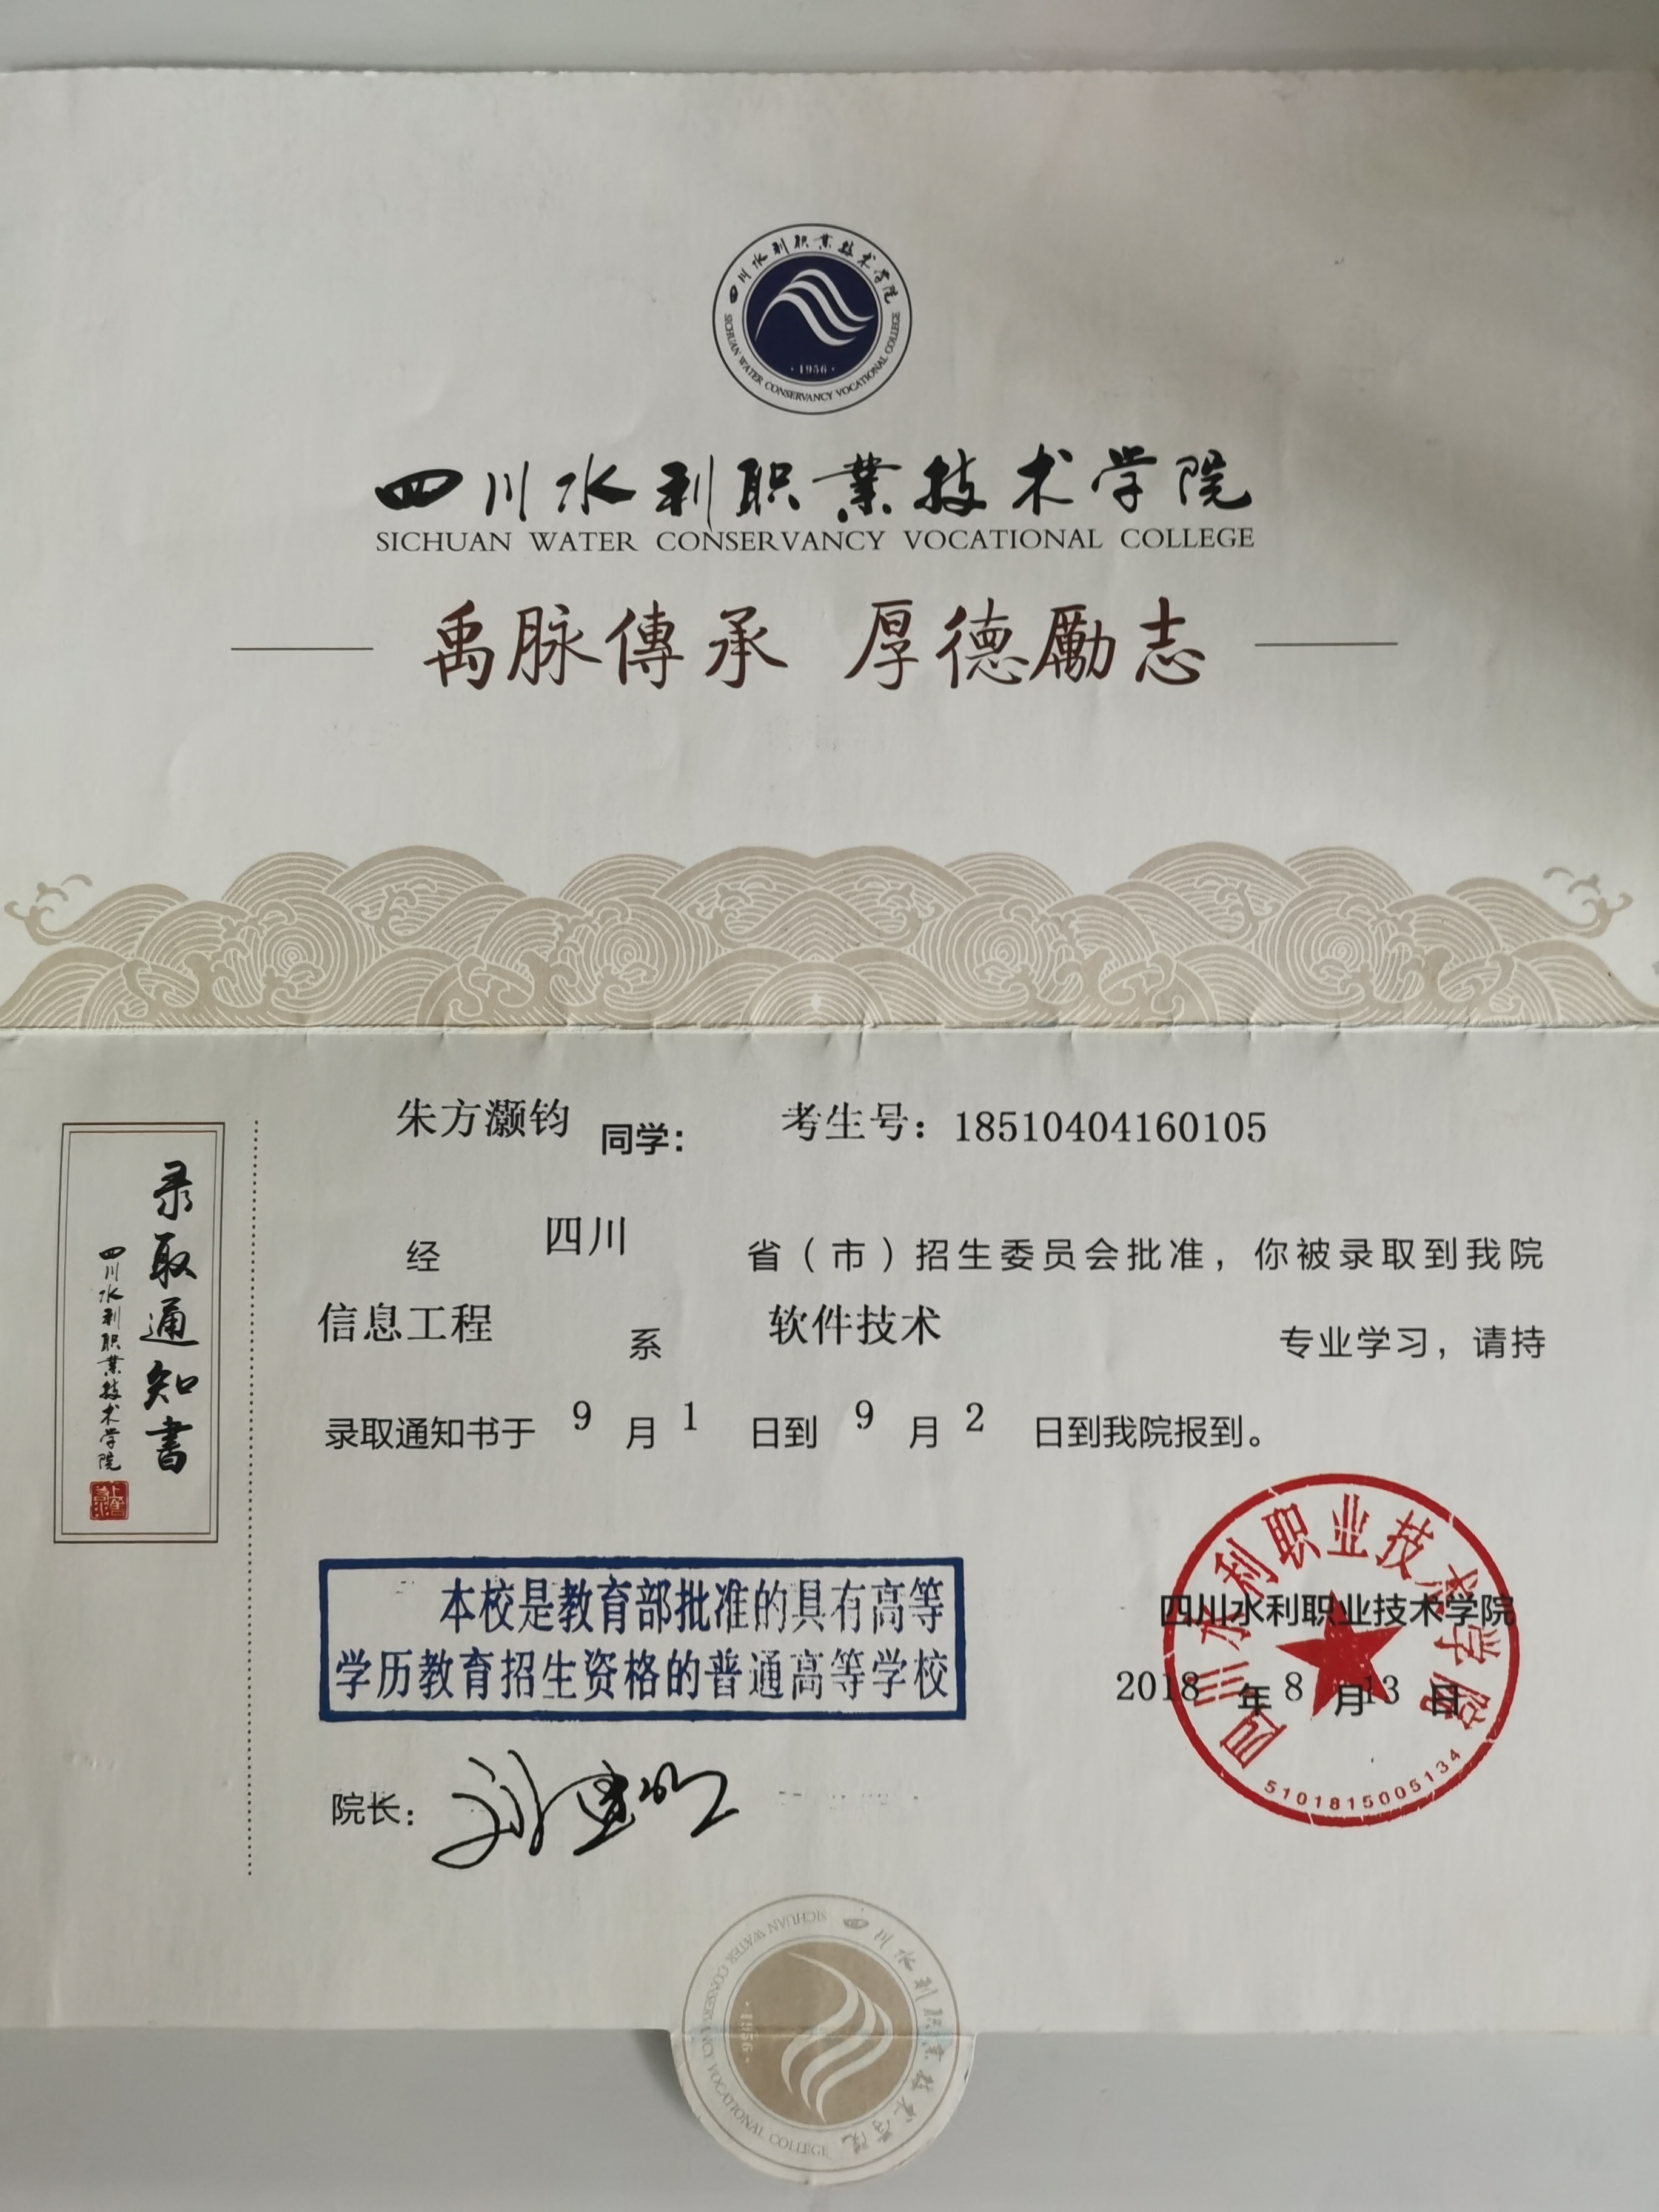 四川水利职業技术学院
SICHUAN WATER CONSERVANCY VOCATIONAL COLLEGE
·1956·
四川水利职業技术学院
SICHUAN WATER CONSERVANCY VOCATIONAL COLLEGE
禹脉傳承 厚德勵志
录取通知書
四川水利职業技术学院
朱方灏钧 同学： 考生号：18510404160105
经 四川 省（市）招生委员会批准，你被录取到我院
信息工程 系 软件技术 专业学习，请持
录取通知书于 9 月 1 日到 9 月 2 日到我院报到。
本校是教育部批准的具有高等
学历教育招生资格的普通高等学校
四川水利职业技术学院
2018 年 8 月 13 日
四川水利职业技术学院
5101815005134
院长：
四川水利职業技术学院
SICHUAN WATER CONSERVANCY VOCATIONAL COLLEGE
·1956·